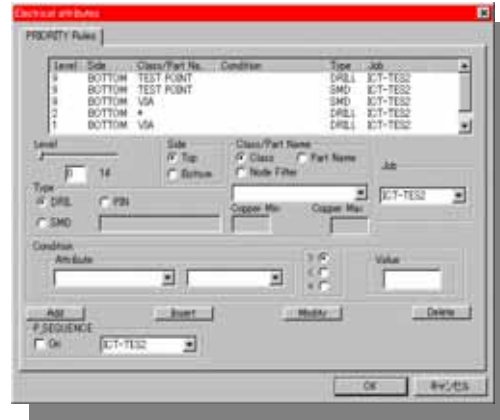 Electrical attributes
PRIORITY Rules
Level Side Class/Part Na.. Condition Type Job
9 BOTTOM TEST POINT DRILL ICT-TES2
9 BOTTOM TEST POINT SMD ICT-TES2
9 BOTTOM VIA SMD ICT-TES2
2 BOTTOM * DRILL ICT-TES2
1 BOTTOM VIA DRILL ICT-TES2
Level Side Class/Part Name Job
Top Class Part Name
14 Bottom Node Filter
Type ICT-TES2
DRIL PIN Copper Min Copper Max
SMD
Condition
Attribute Value
Add Insert Modify Delete
P_SEQUENCE
On ICT-TES2
OK キャンセル